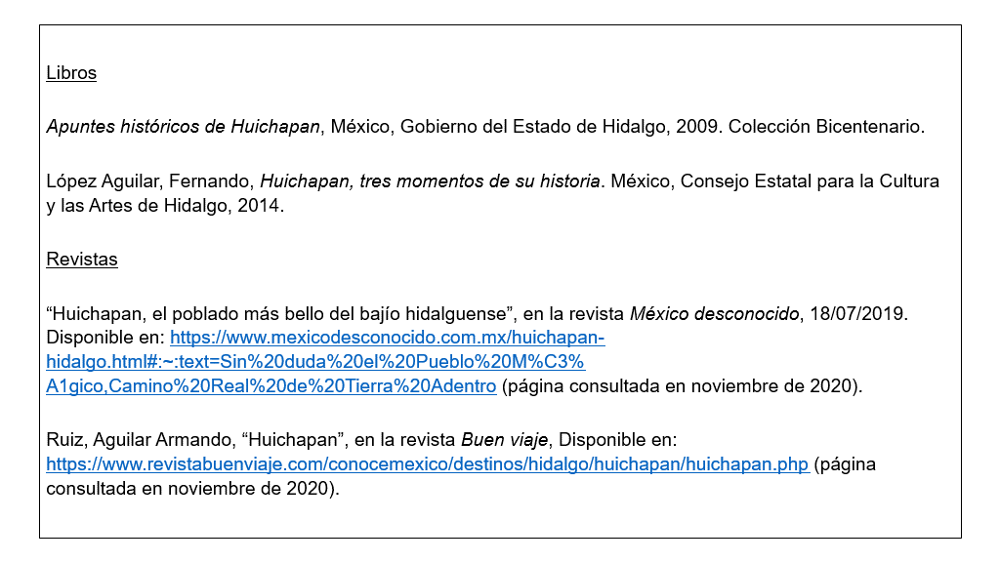 Libros
Apuntes históricos de Huichapan, México, Gobierno del Estado de Hidalgo, 2009. Colección Bicentenario.
López Aguilar, Fernando, Huichapan, tres momentos de su historia. México, Consejo Estatal para la Cultura
y las Artes de Hidalgo, 2014.
Revistas
“Huichapan, el poblado más bello del bajío hidalguense”, en la revista México desconocido, 18/07/2019.
Disponible en: https://www.mexicodesconocido.com.mx/huichapan-
hidalgo.html#:~:text=Sin%20duda%20el%20Pueblo%20M%C3%
A1gico,Camino%20Real%20de%20Tierra%20Adentro (página consultada en noviembre de 2020).
Ruiz, Aguilar Armando, “Huichapan”, en la revista Buen viaje, Disponible en:
https://www.revistabuenviaje.com/conocemexico/destinos/hidalgo/huichapan/huichapan.php (página
consultada en noviembre de 2020).